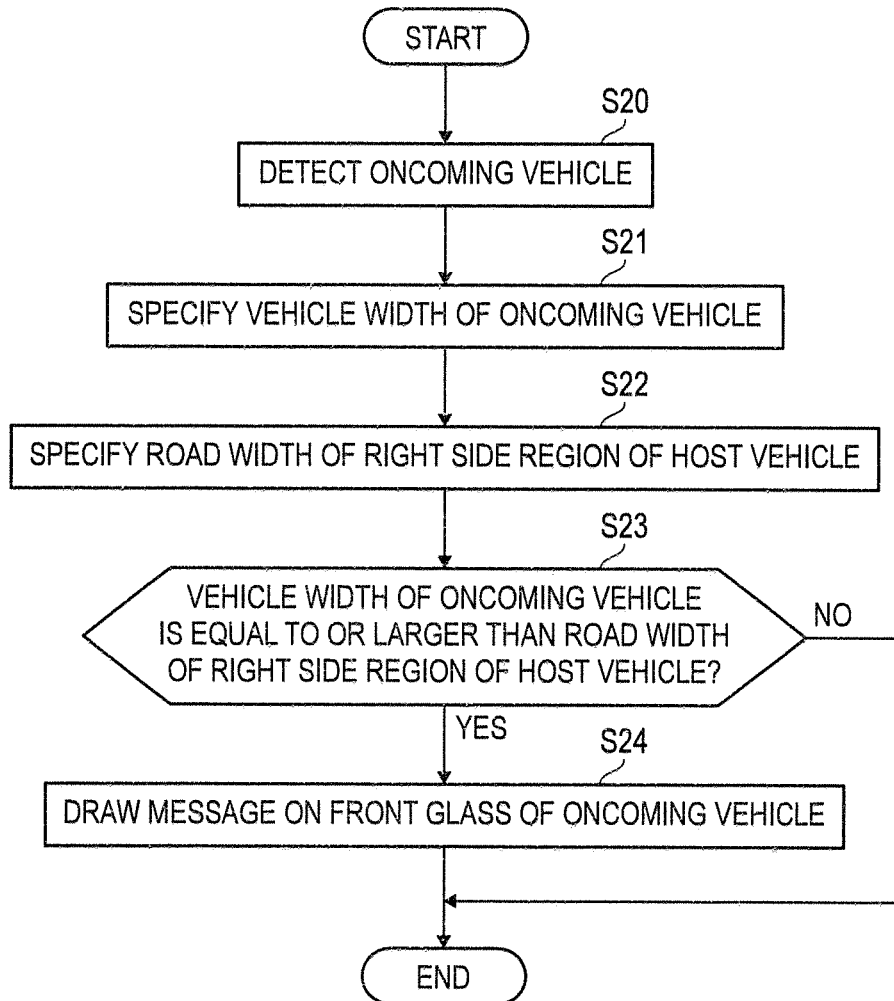 START
S20
DETECT ONCOMING VEHICLE
S21
SPECIFY VEHICLE WIDTH OF ONCOMING VEHICLE
S22
SPECIFY ROAD WIDTH OF RIGHT SIDE REGION OF HOST VEHICLE
S23
VEHICLE WIDTH OF ONCOMING VEHICLE
IS EQUAL TO OR LARGER THAN ROAD WIDTH
OF RIGHT SIDE REGION OF HOST VEHICLE?
NO
YES
S24
DRAW MESSAGE ON FRONT GLASS OF ONCOMING VEHICLE
END